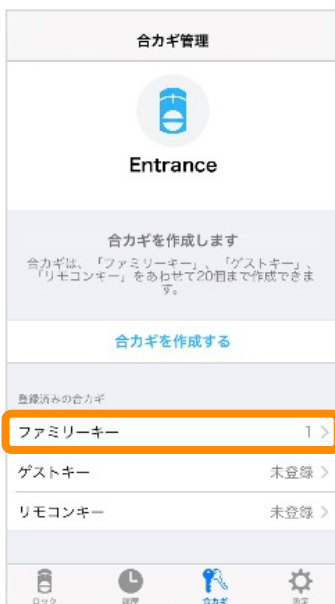 合カギ管理
Entrance
合カギを作成します
合カギは、「ファミリーキー」、「ゲストキー」、
「リモコンキー」をあわせて20個まで作成できま
す。
合カギを作成する
登録済みの合カギ
ファミリーキー 1 >
ゲストキー 未登録 >
リモコンキー 未登録 >
ロック 履歴 合カギ 設定